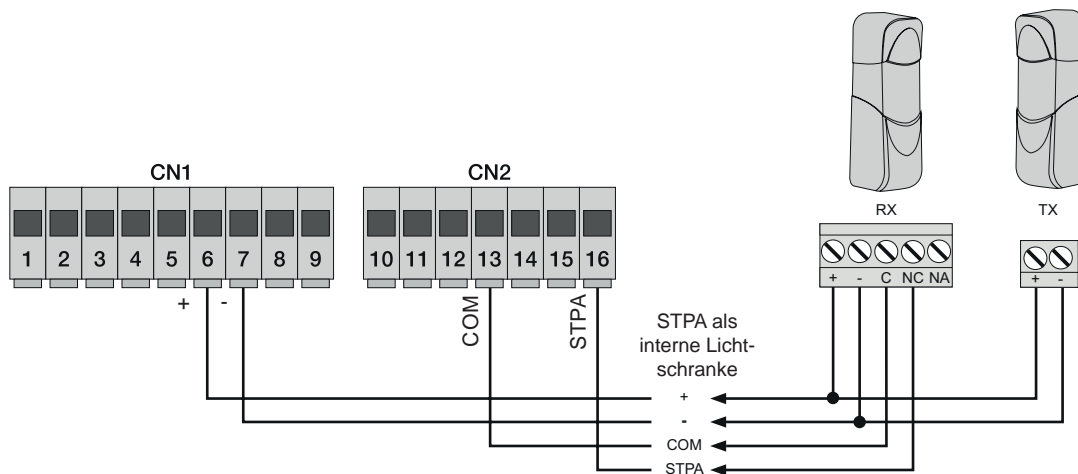 CN1
CN2
RX
TX
1 2 3 4 5 6 7 8 9
10 11 12 13 14 15 16
+ - C NC NA
+ -
+ -
COM
STPA
STPA als
interne Licht-
schranke
+
-
COM
STPA